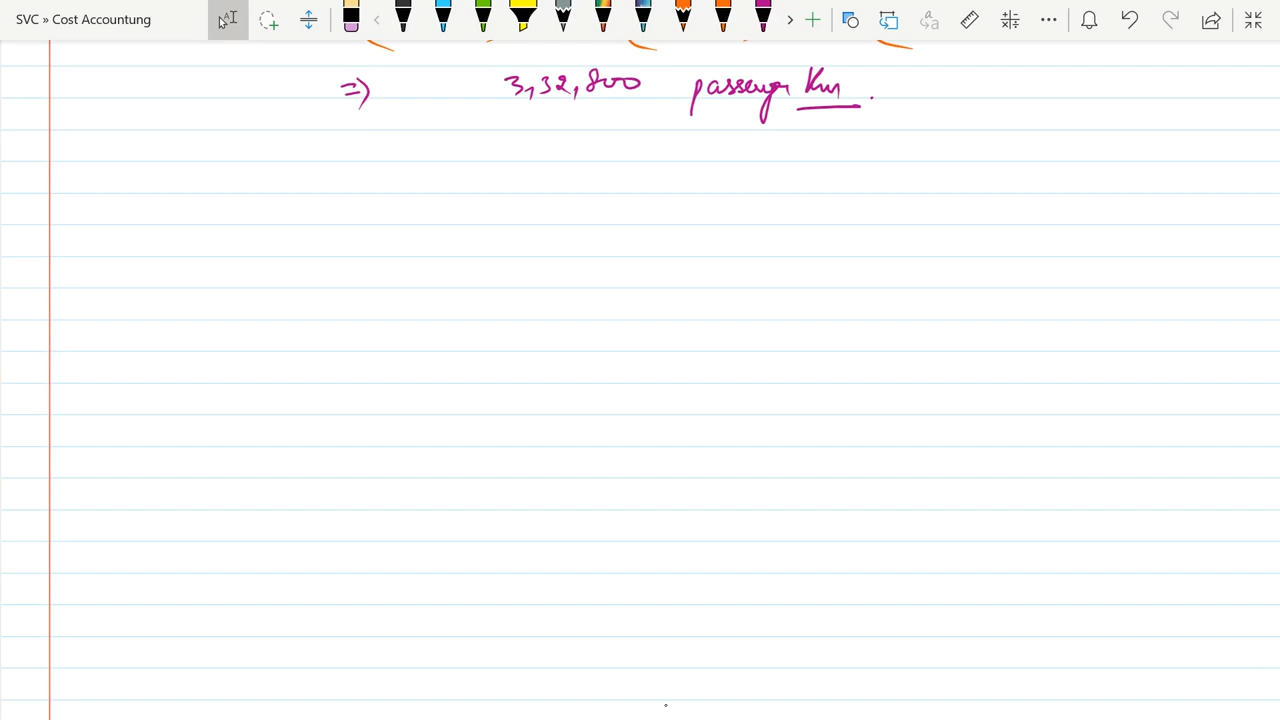 SVC » Cost Accountung
=> 3,32,800 passenger Km.